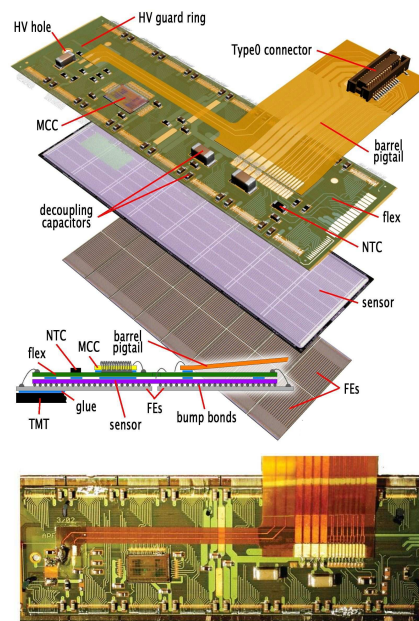 HV guard ring
HV hole
Type0 connector
MCC
barrel
pigtail
decoupling
capacitors
flex
NTC
sensor
barrel
pigtail
NTC
MCC
flex
FEs
glue
sensor
FEs
bump bonds
TMT